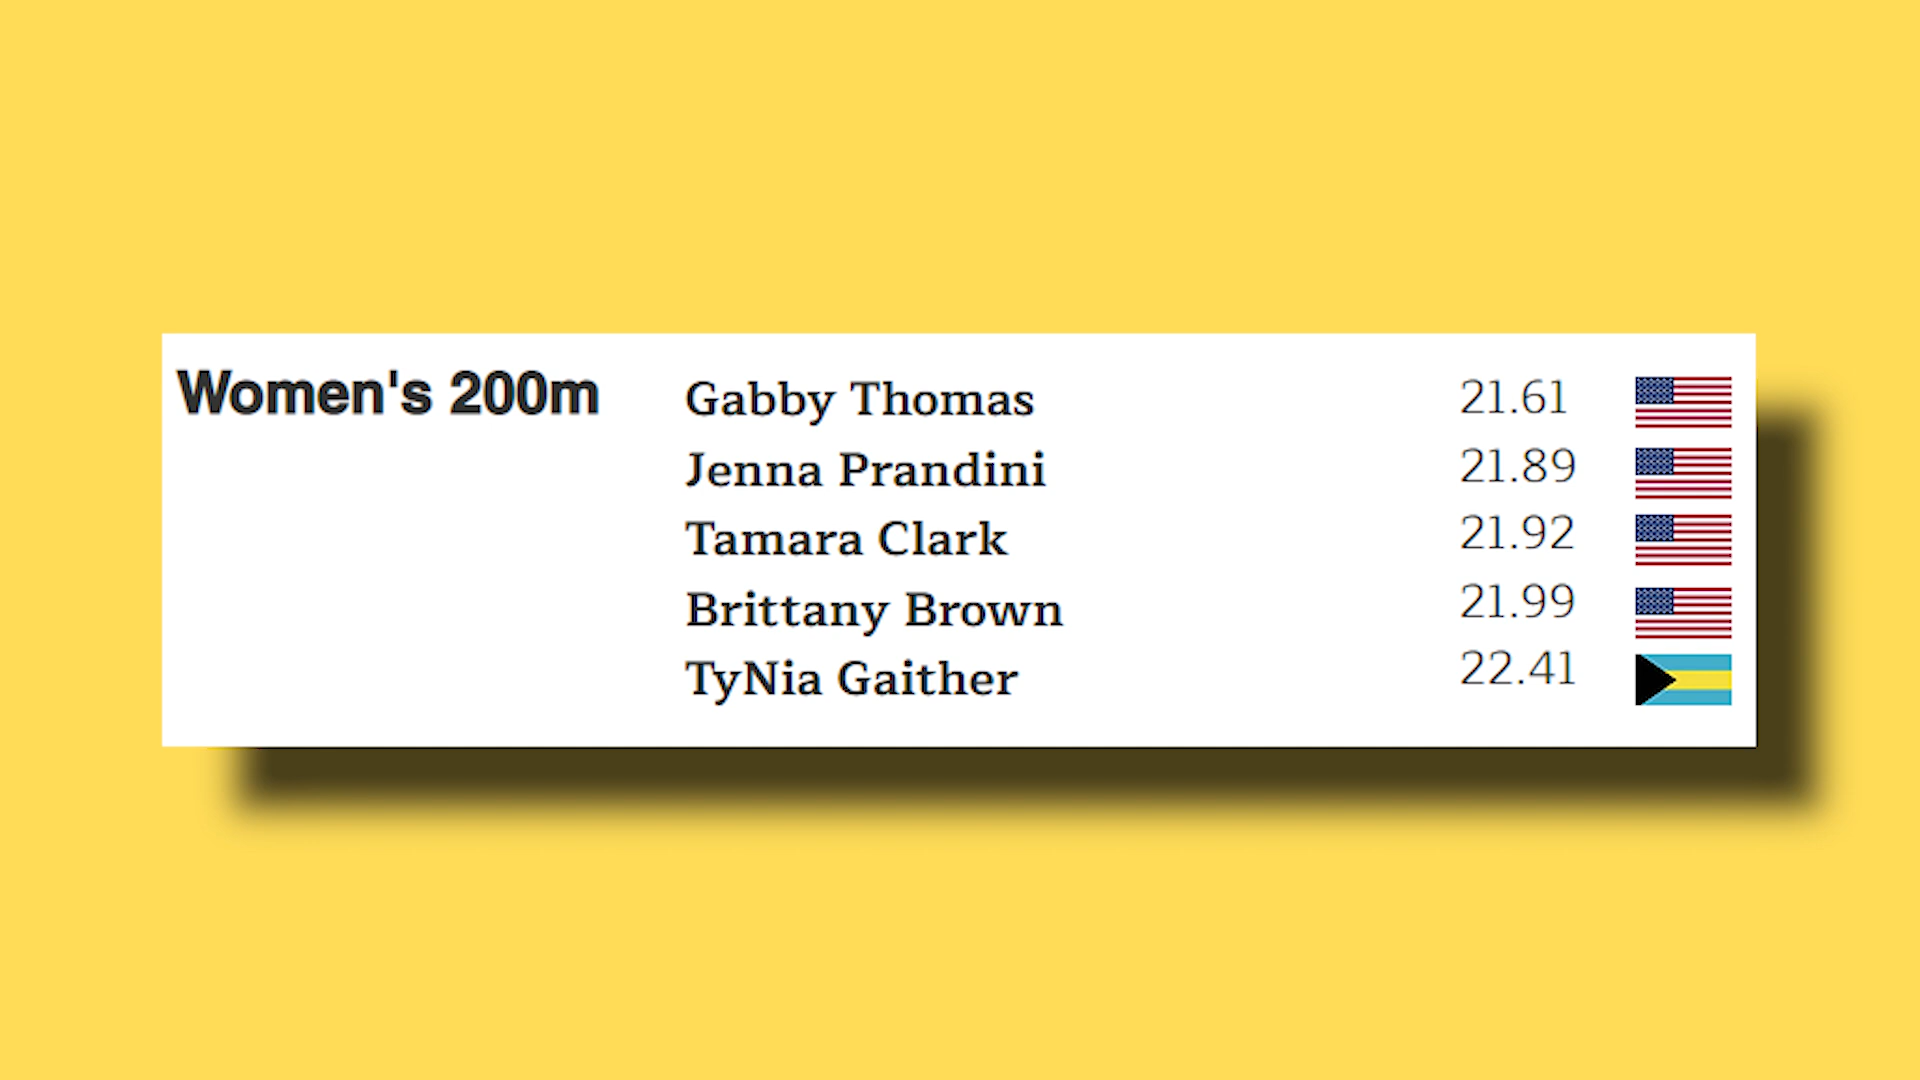 Women's 200m
Gabby Thomas 21.61
Jenna Prandini 21.89
Tamara Clark 21.92
Brittany Brown 21.99
TyNia Gaither 22.41